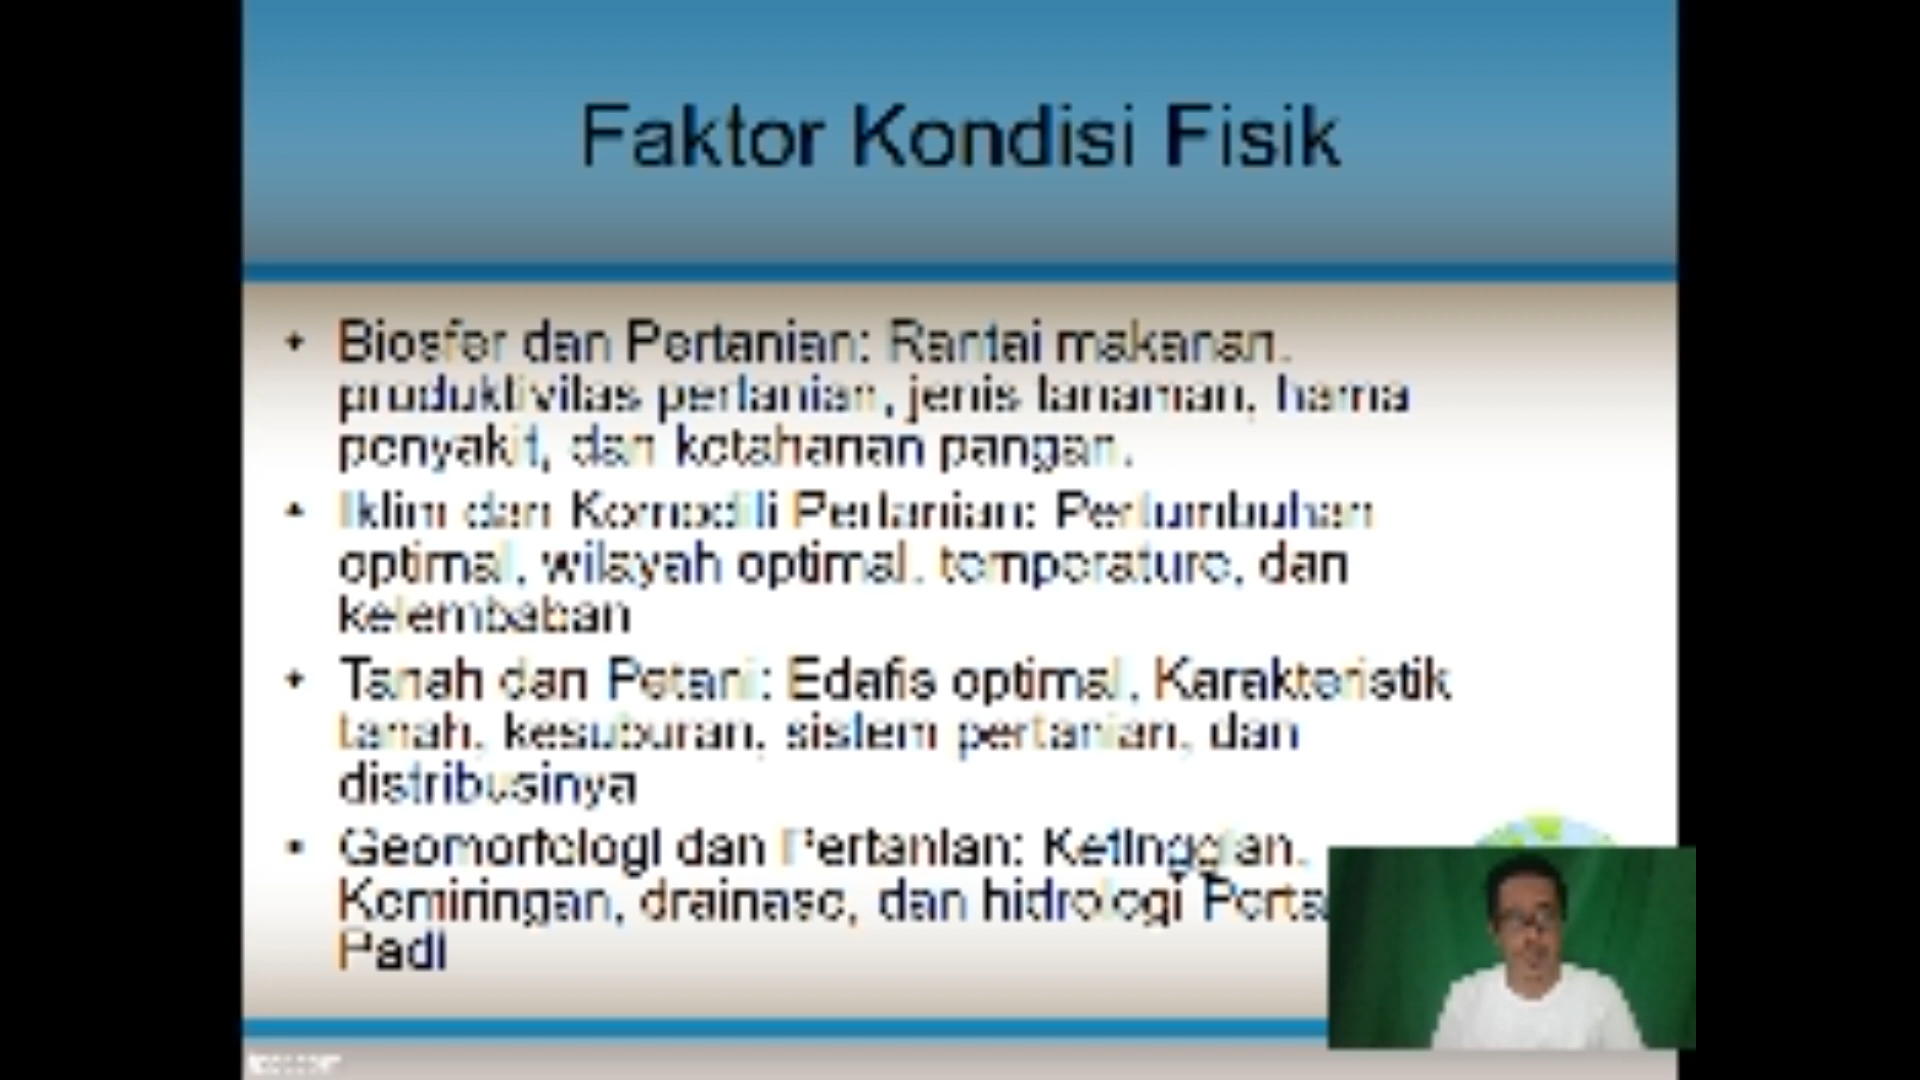 Faktor Kondisi Fisik
• Biosfer dan Pertanian: Rantai makanan,
produktivitas pertanian, jenis tanaman, hama
penyakit, dan ketahanan pangan.
• Iklim dan Komoditi Pertanian: Pertumbuhan
optimal, wilayah optimal, temperature, dan
kelembaban
• Tanah dan Petani: Edafis optimal, Karakteristik
tanah, kesuburan, sistem pertanian, dan
distribusinya
• Geomorfologi dan Pertanian: Ketinggian,
Kemiringan, drainase, dan hidrologi
Padi